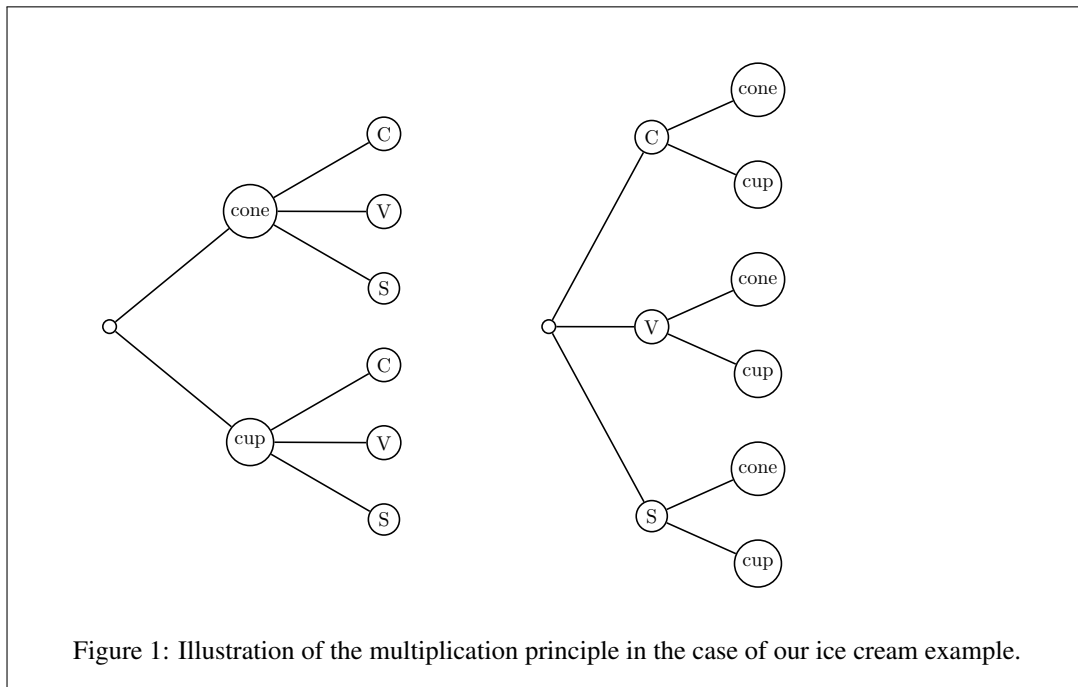 cone
C
V
S
cup
C
V
S
C
cone
cup
V
cone
cup
S
cone
cup
Figure 1: Illustration of the multiplication principle in the case of our ice cream example.